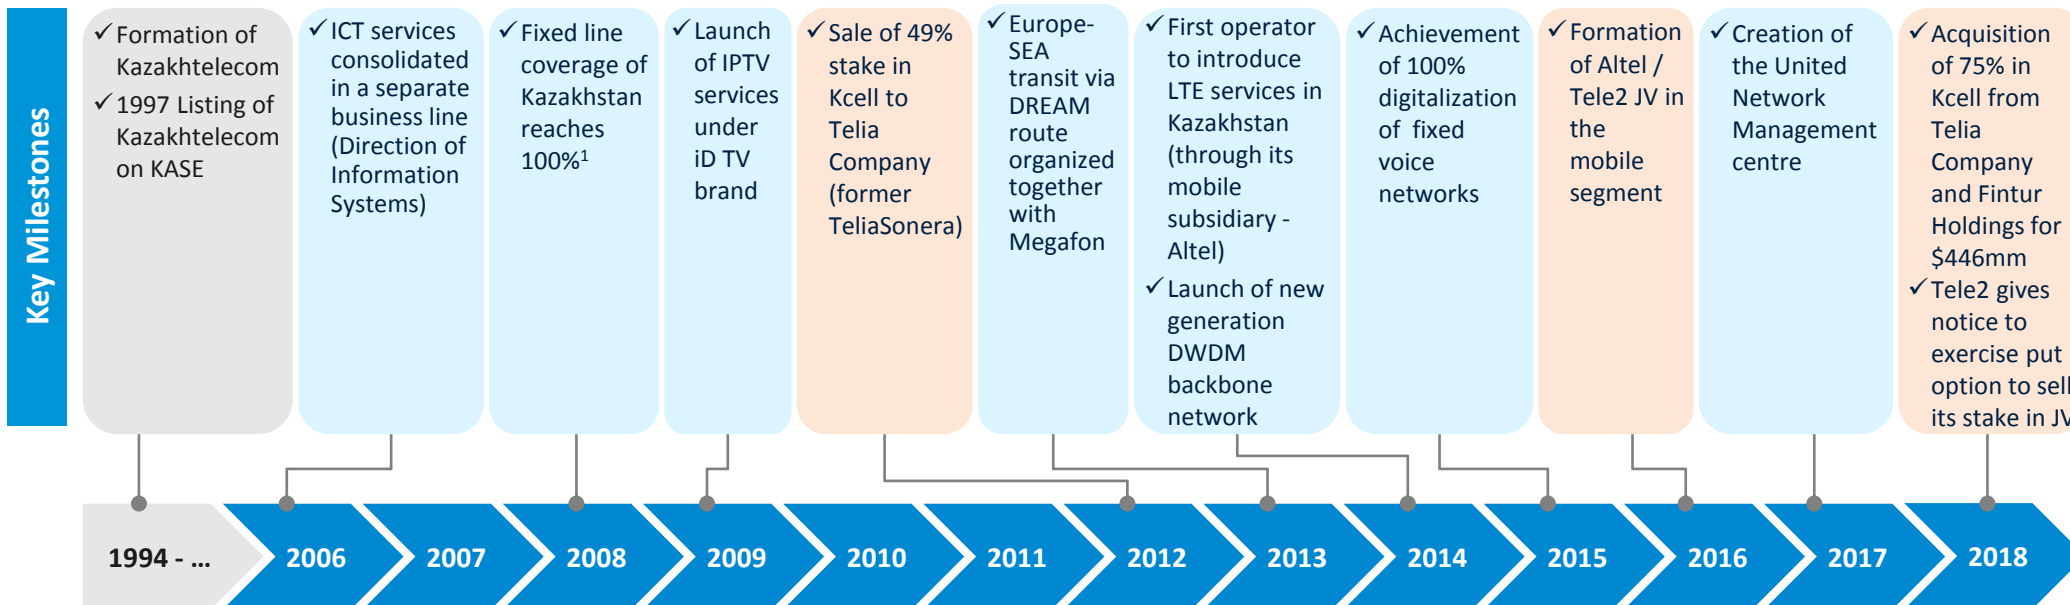 Key Milestones
✓ Formation of
Kazakhtelecom
✓ 1997 Listing of
Kazakhtelecom
on KASE
✓ ICT services
consolidated
in a separate
business line
(Direction of
Information
Systems)
✓ Fixed line
coverage of
Kazakhstan
reaches
100%¹
✓ Launch
of IPTV
services
under
iD TV
brand
✓ Sale of 49%
stake in
Kcell to
Telia
Company
(former
TeliaSonera)
✓ Europe-
SEA
transit via
DREAM
route
organized
together
with
Megafon
✓ First operator
to introduce
LTE services in
Kazakhstan
(through its
mobile
subsidiary -
Altel)
✓ Launch of new
generation
DWDM
backbone
network
✓ Achievement
of 100%
digitalization
of fixed
voice
networks
✓ Formation
of Altel /
Tele2 JV in
the
mobile
segment
✓ Creation of
the United
Network
Management
centre
✓ Acquisition
of 75% in
Kcell from
Telia
Company
and Fintur
Holdings for
$446mm
✓ Tele2 gives
notice to
exercise put
option to sell
its stake in JV
1994 - ...
2006
2007
2008
2009
2010
2011
2012
2013
2014
2015
2016
2017
2018